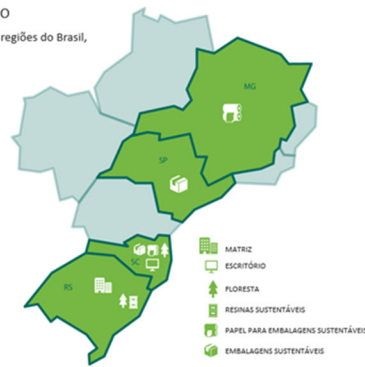 O
regiões do Brasil,
MG
SP
SC
RS
MATRIZ
ESCRITÓRIO
FLORESTA
RESINAS SUSTENTÁVEIS
PAPEL PARA EMBALAGENS SUSTENTÁVEIS
EMBALAGENS SUSTENTÁVEIS